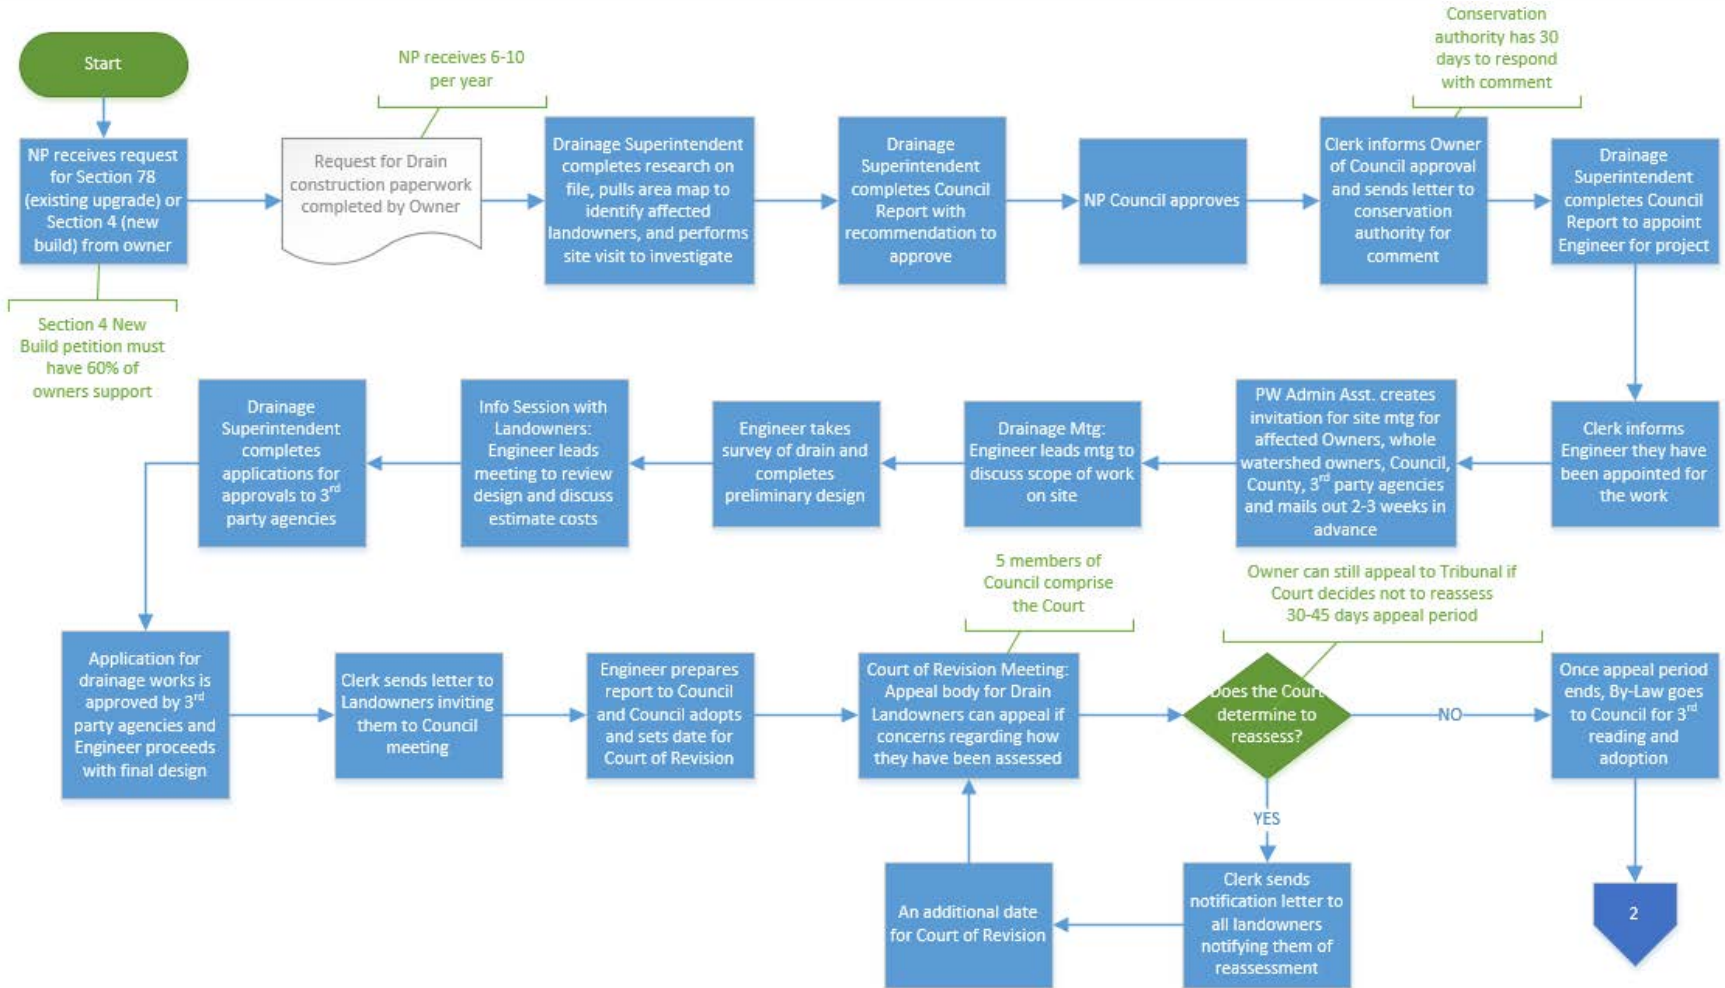 Start
NP receives 6-10
per year
Conservation
authority has 30
days to respond
with comment
NP receives request
for Section 78
(existing upgrade) or
Section 4 (new
build) from owner
Section 4 New
Build petition must
have 60% of
owners support
Request for Drain
construction paperwork
completed by Owner
Drainage Superintendent
completes research on
file, pulls area map to
identify affected
landowners, and performs
site visit to investigate
Drainage
Superintendent
completes Council
Report with
recommendation to
approve
NP Council approves
Clerk informs Owner
of Council approval
and sends letter to
conservation
authority for
comment
Drainage
Superintendent
completes Council
Report to appoint
Engineer for project
Clerk informs
Engineer they have
been appointed for
the work
PW Admin Asst. creates
invitation for site mtg for
affected Owners, whole
watershed owners, Council,
County, 3rd party agencies
and mails out 2-3 weeks in
advance
Drainage Mtg:
Engineer leads mtg to
discuss scope of work
on site
Engineer takes
survey of drain and
completes
preliminary design
Info Session with
Landowners:
Engineer leads
meeting to review
design and discuss
estimate costs
Drainage
Superintendent
completes
applications for
approvals to 3rd
party agencies
Application for
drainage works is
approved by 3rd
party agencies and
Engineer proceeds
with final design
Clerk sends letter to
Landowners inviting
them to Council
meeting
Engineer prepares
report to Council
and Council adopts
and sets date for
Court of Revision
5 members of
Council comprise
the Court
Court of Revision Meeting:
Appeal body for Drain
Landowners can appeal if
concerns regarding how
they have been assessed
Owner can still appeal to Tribunal if
Court decides not to reassess
30-45 days appeal period
Does the Court
determine to
reassess?
NO
Once appeal period
ends, By-Law goes
to Council for 3rd
reading and
adoption
YES
Clerk sends
notification letter to
all landowners
notifying them of
reassessment
An additional date
for Court of Revision
2